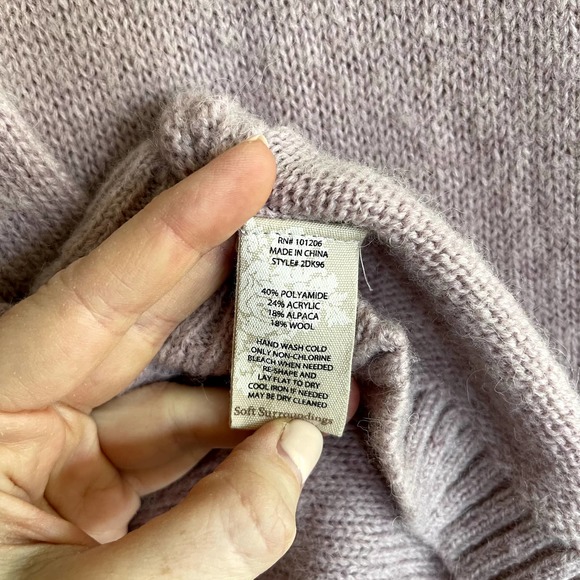 RN# 101206
MADE IN CHINA
STYLE# 2DK96
40% POLYAMIDE
24% ACRYLIC
18% ALPACA
18% WOOL
HAND WASH COLD
ONLY NON-CHLORINE
BLEACH WHEN NEEDED
RE-SHAPE AND
LAY FLAT TO DRY
COOL IRON IF NEEDED
MAY BE DRY CLEANED
Soft Surroundings